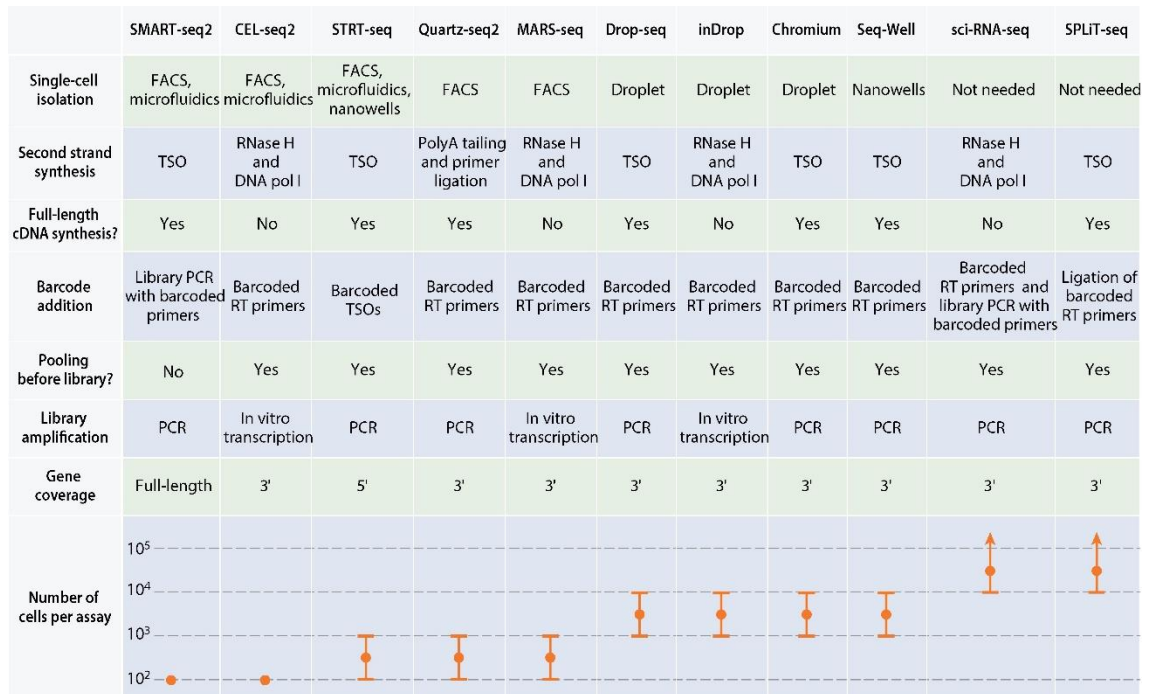 SMART-seq2 CEL-seq2 STRT-seq Quartz-seq2 MARS-seq Drop-seq inDrop Chromium Seq-Well sci-RNA-seq SPLiT-seq
Single-cell
isolation
FACS,
microfluidics
FACS,
microfluidics
FACS,
microfluidics,
nanowells
FACS
FACS
Droplet
Droplet
Droplet
Nanowells
Not needed
Not needed
Second strand
synthesis
TSO
RNase H
and
DNA pol I
TSO
PolyA tailing
and primer
ligation
RNase H
and
DNA pol I
TSO
RNase H
and
DNA pol I
TSO
TSO
RNase H
and
DNA pol I
TSO
Full-length
cDNA synthesis?
Yes
No
Yes
Yes
No
Yes
No
Yes
Yes
No
Yes
Barcode
addition
Library PCR
with barcoded
primers
Barcoded
RT primers
Barcoded
TSOs
Barcoded
RT primers
Barcoded
RT primers
Barcoded
RT primers
Barcoded
RT primers
Barcoded
RT primers
Barcoded
RT primers
Barcoded
RT primers and
library PCR with
barcoded primers
Ligation of
barcoded
RT primers
Pooling
before library?
No
Yes
Yes
Yes
Yes
Yes
Yes
Yes
Yes
Yes
Yes
Library
amplification
PCR
In vitro
transcription
PCR
PCR
In vitro
transcription
PCR
In vitro
transcription
PCR
PCR
PCR
PCR
Gene
coverage
Full-length
3'
5'
3'
3'
3'
3'
3'
3'
3'
3'
Number of
cells per assay
10⁵
10⁴
10³
10²